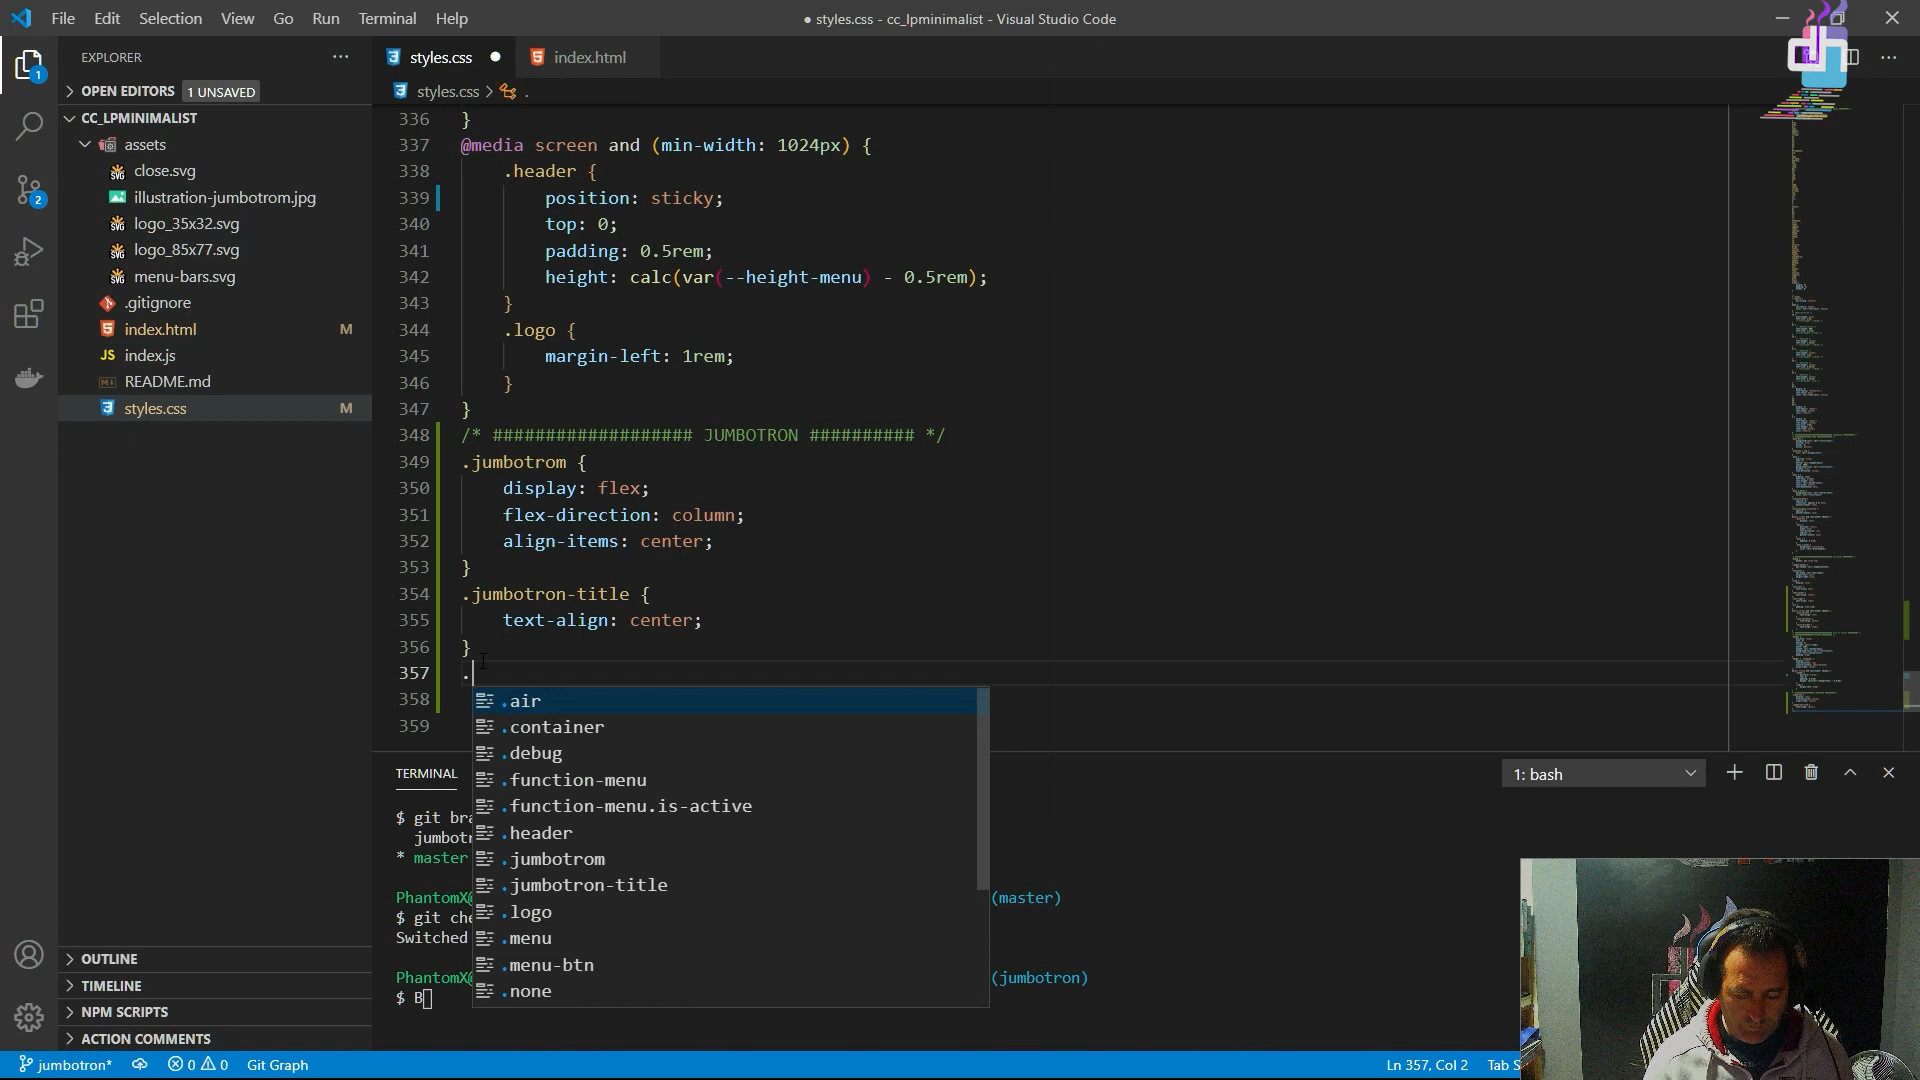 File Edit Selection View Go Run Terminal Help
● styles.css - cc_lpminimalist - Visual Studio Code
EXPLORER
styles.css
index.html
OPEN EDITORS 1 UNSAVED
styles.css > .
CC_LPMINIMALIST
assets
close.svg
illustration-jumbotrom.jpg
logo_35x32.svg
logo_85x77.svg
menu-bars.svg
.gitignore
index.html M
JS index.js
README.md
styles.css M
1
2
336 }
337 @media screen and (min-width: 1024px) {
338 .header {
339 position: sticky;
340 top: 0;
341 padding: 0.5rem;
342 height: calc(var(--height-menu) - 0.5rem);
343 }
344 .logo {
345 margin-left: 1rem;
346 }
347 }
348 /* ################### JUMBOTRON ########## */
349 .jumbotrom {
350 display: flex;
351 flex-direction: column;
352 align-items: center;
353 }
354 .jumbotron-title {
355 text-align: center;
356 }
357 .
358
359
.air
.container
.debug
.function-menu
.function-menu.is-active
.header
.jumbotrom
.jumbotron-title
.logo
.menu
.menu-btn
.none
TERMINAL
1: bash
$ git bra
jumbotr
* master
PhantomX@ (master)
$ git che
Switched
PhantomX@ (jumbotron)
$ B
OUTLINE
TIMELINE
NPM SCRIPTS
ACTION COMMENTS
jumbotron* 0 0 Git Graph
Ln 357, Col 2 Tab S